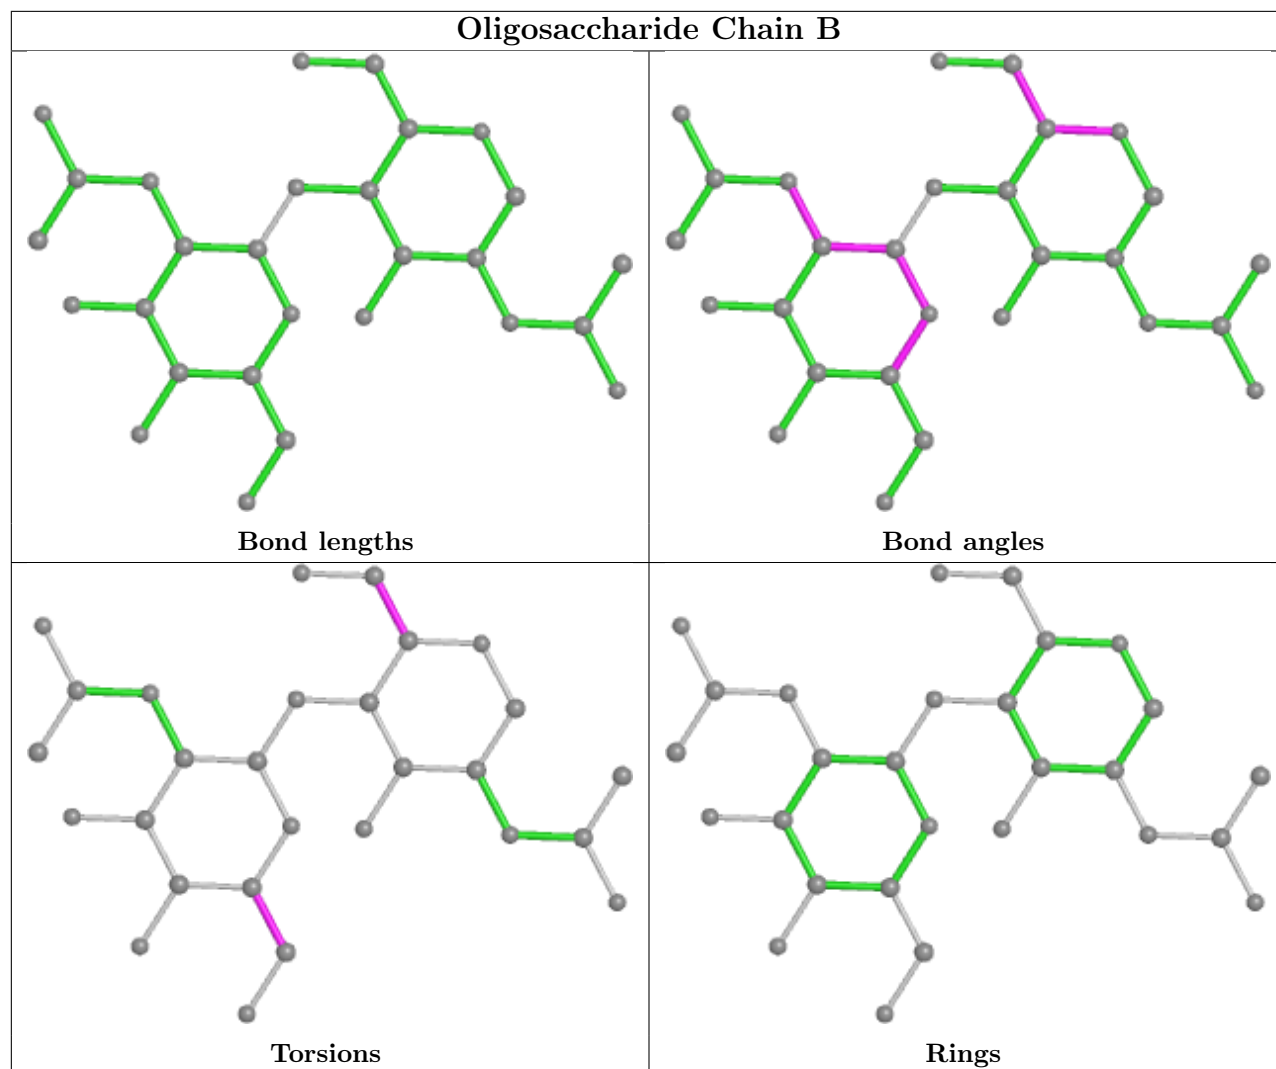 Oligosaccharide Chain B
Bond lengths
Bond angles
Torsions
Rings